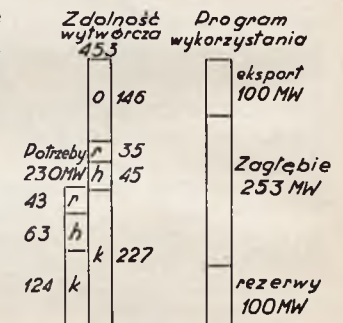 Zdolność
wytwórcza
453
Program
wykorzystania
o 146
eksport
100 MW
Potrzeby
230MW
r 35
h 45
Zagłębie
253 MW
43 r
63 h
k 227
124 k
rezerwy
100MW